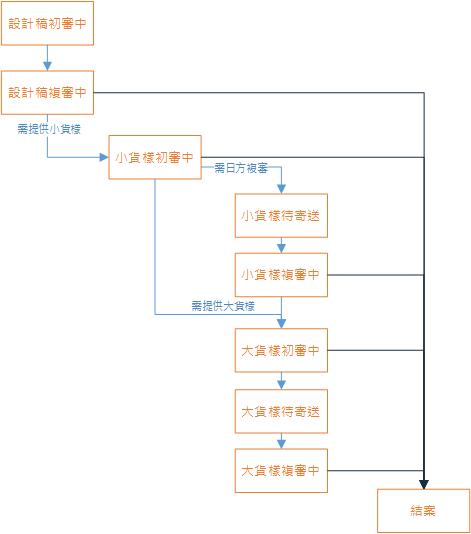 設計稿初審中
設計稿複審中
需提供小貨樣
小貨樣初審中
需日方複審
小貨樣待寄送
小貨樣複審中
需提供大貨樣
大貨樣初審中
大貨樣待寄送
大貨樣複審中
結案